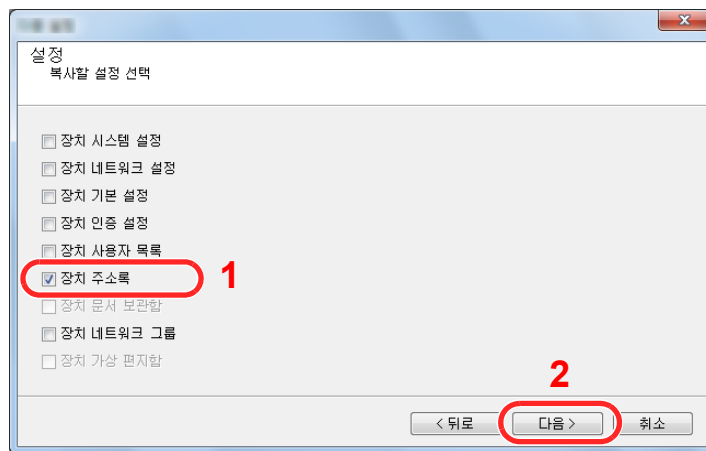 설정
복사할 설정 선택
장치 시스템 설정
장치 네트워크 설정
장치 기본 설정
장치 인증 설정
장치 사용자 목록
장치 주소록
1
장치 문서 보관함
장치 네트워크 그룹
장치 가상 편지함
2
< 뒤로
다음 >
취소